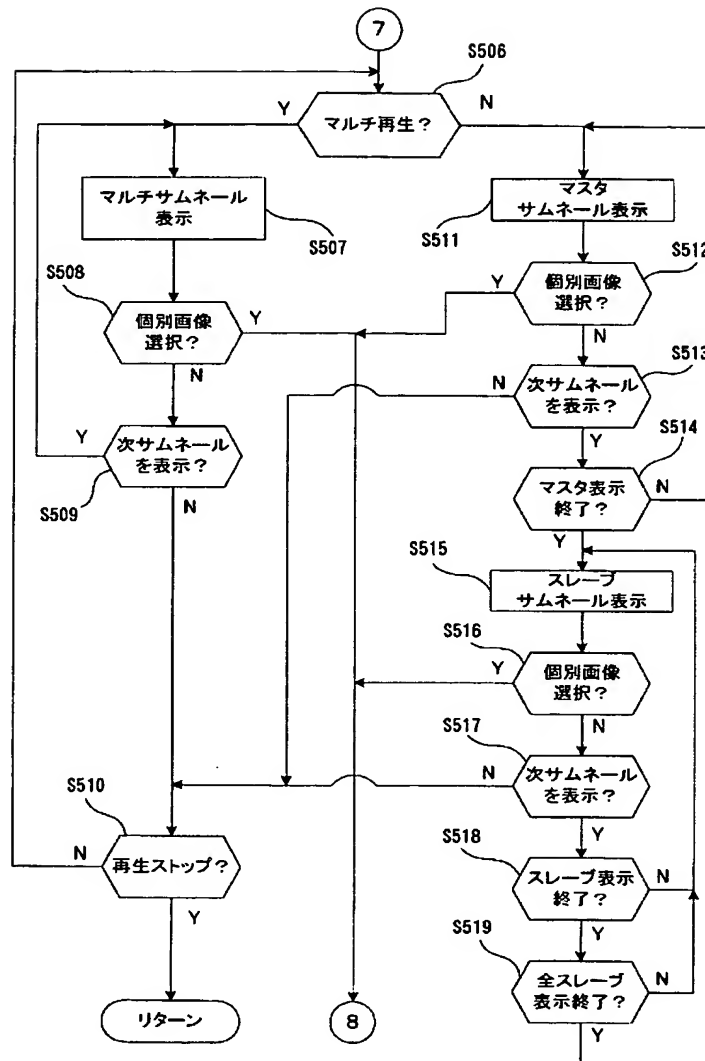 7
S506
Y
マルチ再生？
N
マルチサムネール
表示
S507
マスタ
サムネール表示
S511
S508
個別画像
選択？
Y
N
S512
Y
個別画像
選択？
N
S513
N
次サムネール
を表示？
Y
Y
次サムネール
を表示？
S509
N
S514
マスタ表示
終了？
N
Y
S515
スレーブ
サムネール表示
S516
Y
個別画像
選択？
N
S517
N
次サムネール
を表示？
Y
S510
N
再生ストップ？
Y
S518
スレーブ表示
終了？
N
Y
S519
全スレーブ
表示終了？
N
Y
リターン
8